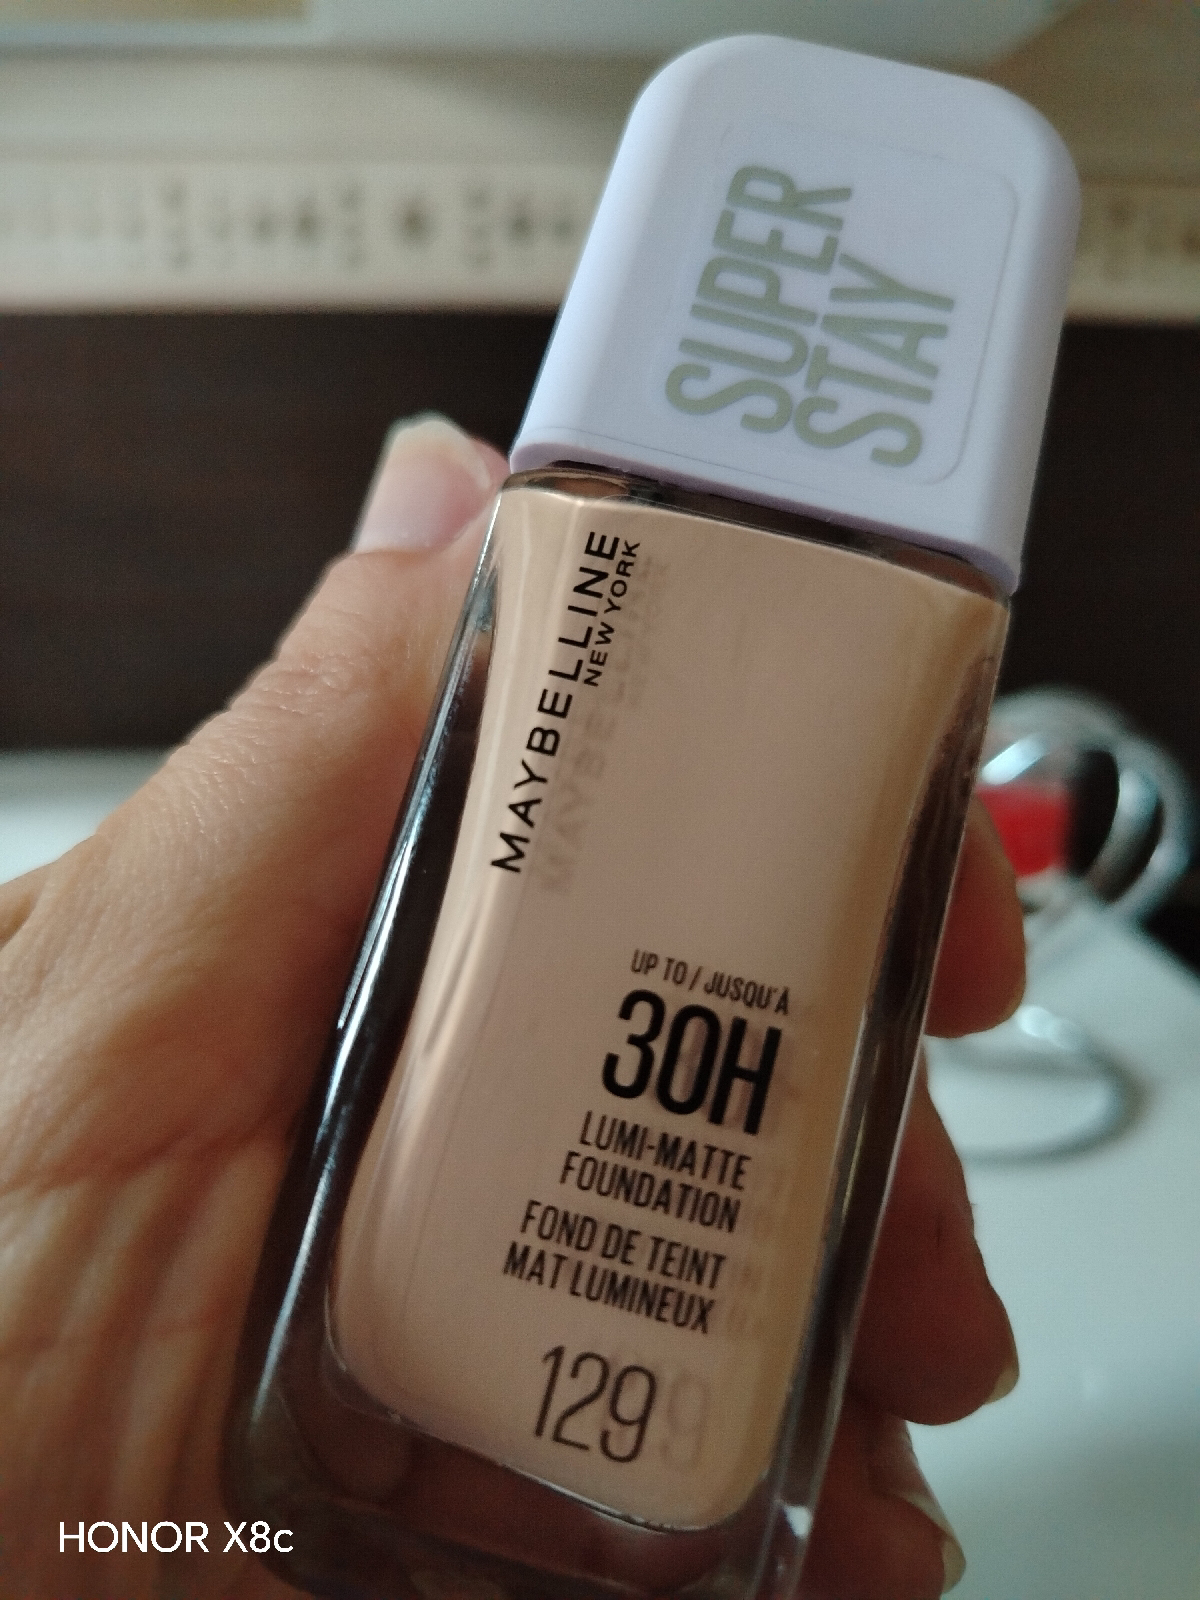 SUPER
STAY
MAYBELLINE
NEW YORK
UP TO / JUSQU'À
30H
LUMI-MATTE
FOUNDATION
FOND DE TEINT
MAT LUMINEUX
129
HONOR X8c